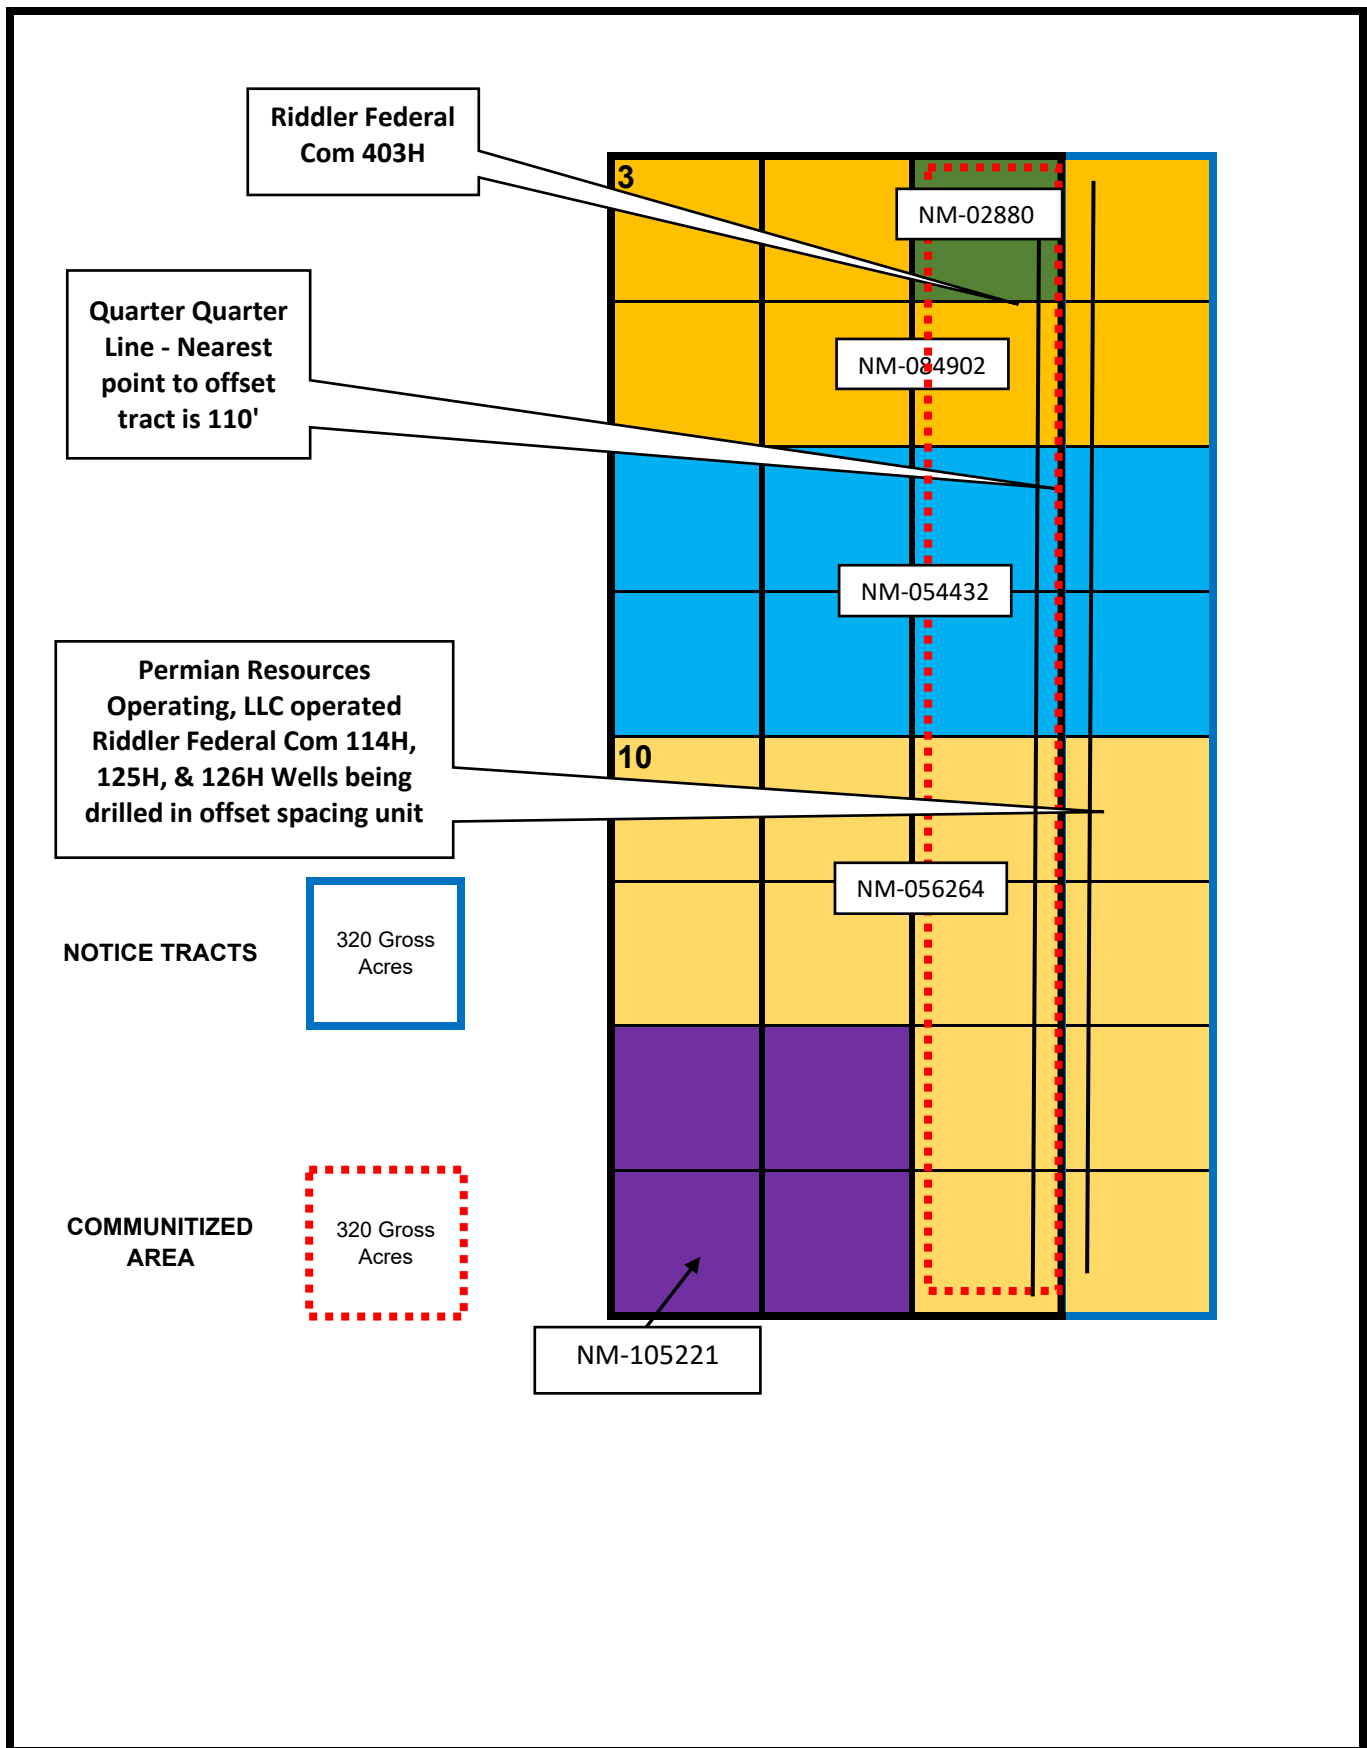 Riddler Federal
Com 403H
3
NM-02880
Quarter Quarter
Line - Nearest
point to offset
tract is 110'
NM-084902
NM-054432
Permian Resources
Operating, LLC operated
Riddler Federal Com 114H,
125H, & 126H Wells being
drilled in offset spacing unit
10
NM-056264
NOTICE TRACTS
320 Gross
Acres
COMMUNITIZED
AREA
320 Gross
Acres
NM-105221